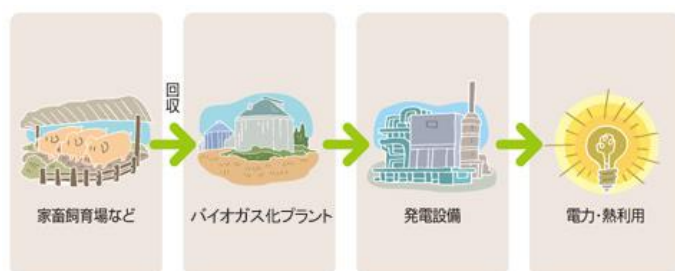 回収
家畜飼育場など
バイオガス化プラント
発電設備
電力・熱利用